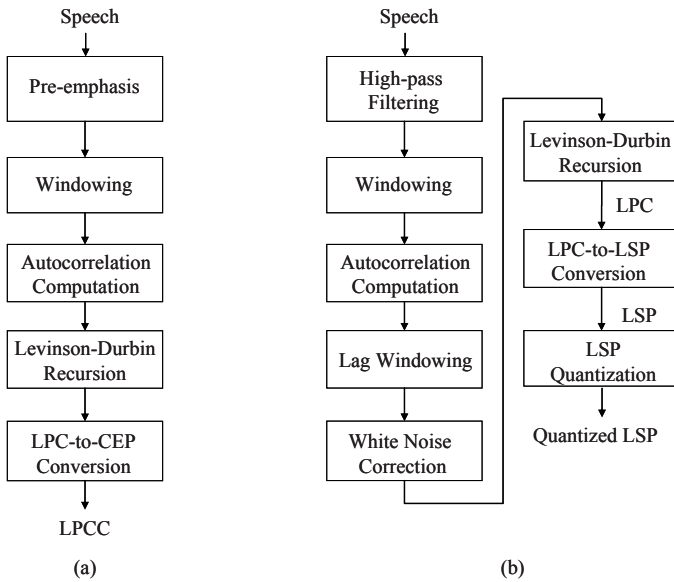 Speech
Pre-emphasis
Windowing
Autocorrelation
Computation
Levinson-Durbin
Recursion
LPC-to-CEP
Conversion
LPCC
(a)
Speech
High-pass
Filtering
Windowing
Autocorrelation
Computation
Lag Windowing
White Noise
Correction
Levinson-Durbin
Recursion
LPC
LPC-to-LSP
Conversion
LSP
LSP
Quantization
Quantized LSP
(b)